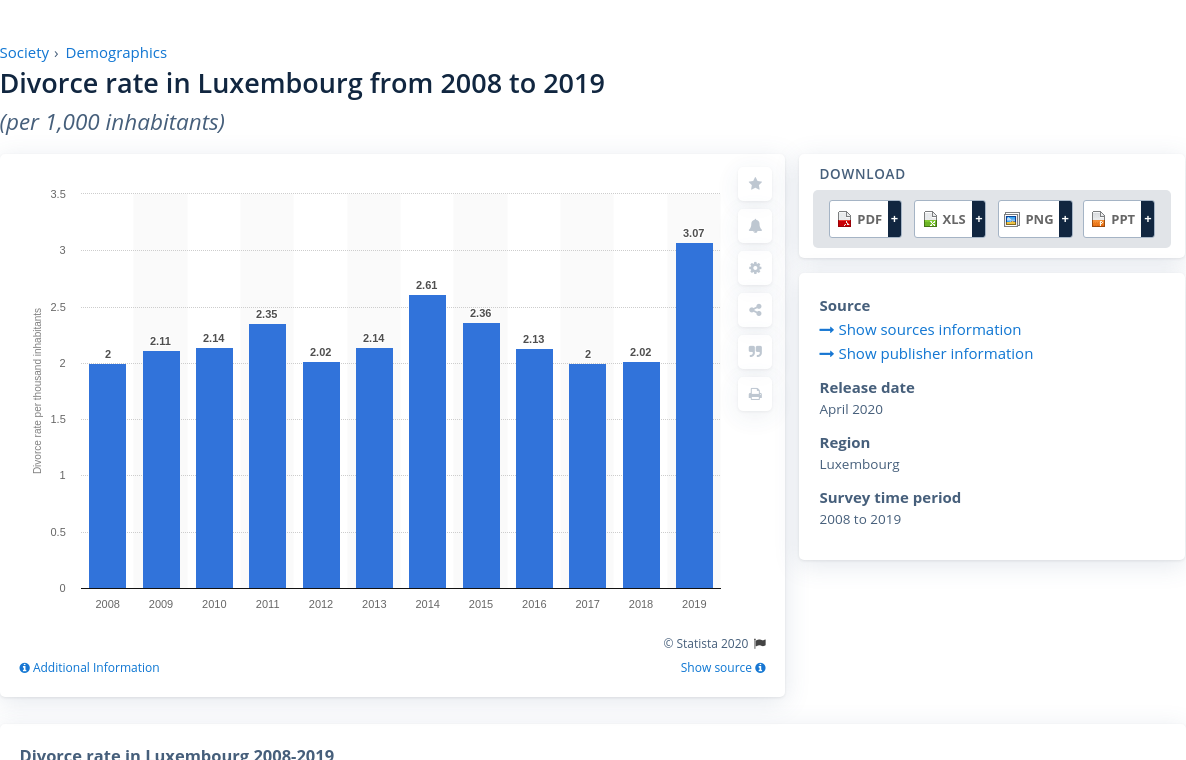 Society › Demographics
Divorce rate in Luxembourg from 2008 to 2019
(per 1,000 inhabitants)
Divorce rate per thousand inhabitants
3.5
3
2.5
2
1.5
1
0.5
0
2
2.11
2.14
2.35
2.02
2.14
2.61
2.36
2.13
2
2.02
3.07
2008 2009 2010 2011 2012 2013 2014 2015 2016 2017 2018 2019
© Statista 2020
Additional Information Show source
DOWNLOAD
PDF + XLS + PNG + PPT +
Source
Show sources information
Show publisher information
Release date
April 2020
Region
Luxembourg
Survey time period
2008 to 2019
Divorce rate in Luxembourg 2008-2019